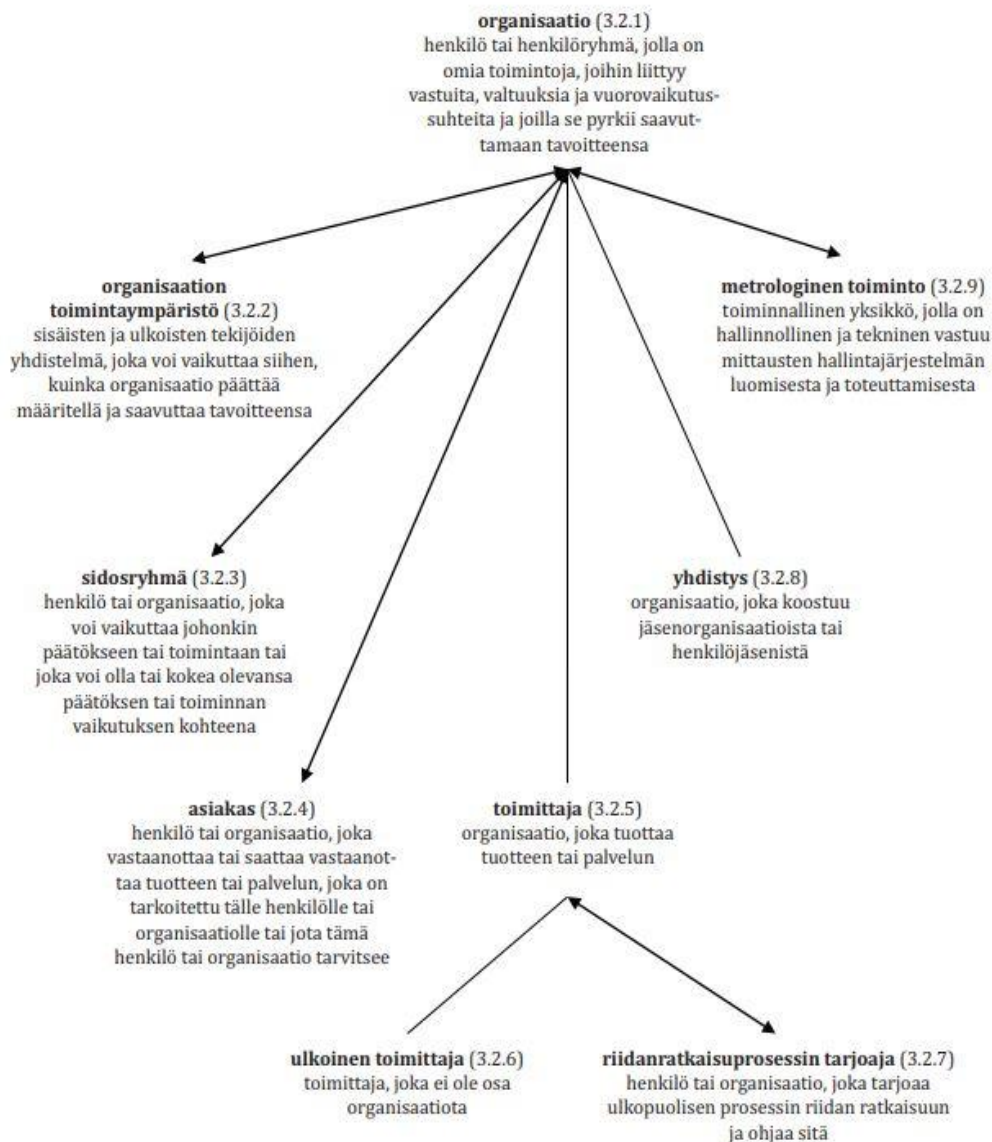 organisaatio (3.2.1)
henkilö tai henkilöryhmä, jolla on
omia toimintoja, joihin liittyy
vastuita, valtuuksia ja vuorovaikutus-
suhteita ja joilla se pyrkii saavut-
tamaan tavoitteensa
organisaation
toimintaympäristö (3.2.2)
sisäisten ja ulkoisten tekijöiden
yhdistelmä, joka voi vaikuttaa siihen,
kuinka organisaatio päättää
määritellä ja saavuttaa tavoitteensa
metrologinen toiminto (3.2.9)
toiminnallinen yksikkö, jolla on
hallinnollinen ja tekninen vastuu
mittausten hallintajärjestelmän
luomisesta ja toteuttamisesta
sidosryhmä (3.2.3)
henkilö tai organisaatio, joka
voi vaikuttaa johonkin
päätökseen tai toimintaan tai
joka voi olla tai kokea olevansa
päätöksen tai toiminnan
vaikutuksen kohteena
yhdistys (3.2.8)
organisaatio, joka koostuu
jäsenorganisaatioista tai
henkilöjäsenistä
asiakas (3.2.4)
henkilö tai organisaatio, joka
vastaanottaa tai saattaa vastaanot-
taa tuotteen tai palvelun, joka on
tarkoitettu tälle henkilölle tai
organisaatiolle tai jota tämä
henkilö tai organisaatio tarvitsee
toimittaja (3.2.5)
organisaatio, joka tuottaa
tuotteen tai palvelun
ulkoinen toimittaja (3.2.6)
toimittaja, joka ei ole osa
organisaatiota
riidanratkaisuprosessin tarjoaja (3.2.7)
henkilö tai organisaatio, joka tarjoaa
ulkopuolisen prosessin riidan ratkaisuun
ja ohjaa sitä